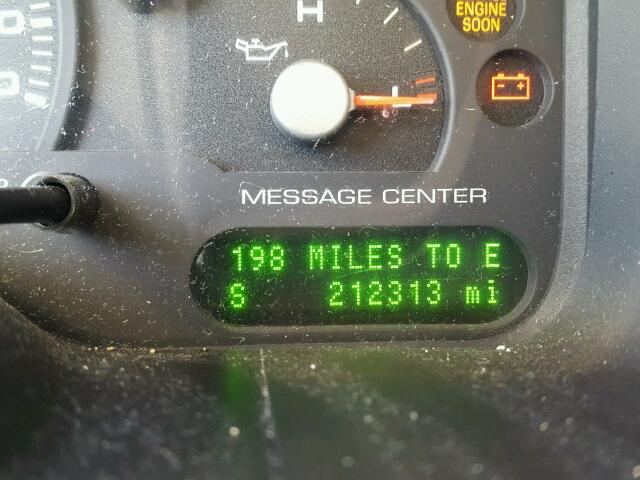 H
ENGINE
SOON
L
MESSAGE CENTER
198 MILES TO E
S 212313 mi